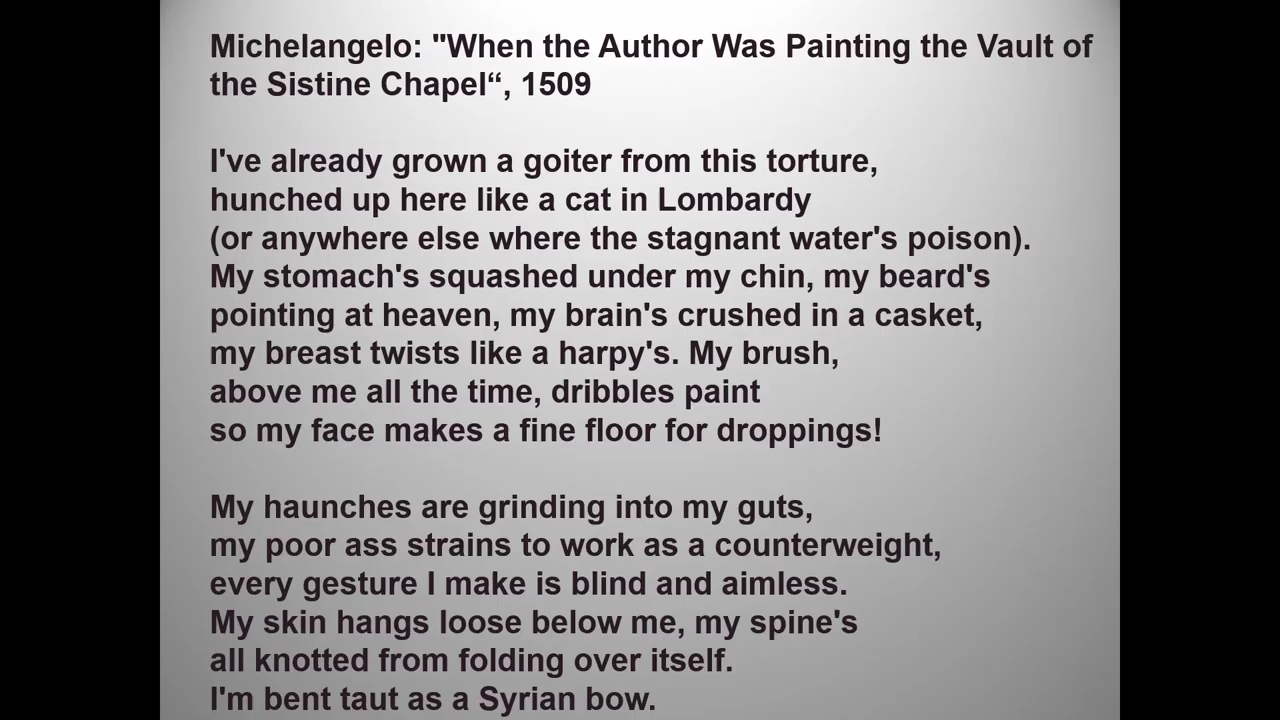 Michelangelo: "When the Author Was Painting the Vault of
the Sistine Chapel“, 1509
I've already grown a goiter from this torture,
hunched up here like a cat in Lombardy
(or anywhere else where the stagnant water's poison).
My stomach's squashed under my chin, my beard's
pointing at heaven, my brain's crushed in a casket,
my breast twists like a harpy's. My brush,
above me all the time, dribbles paint
so my face makes a fine floor for droppings!
My haunches are grinding into my guts,
my poor ass strains to work as a counterweight,
every gesture I make is blind and aimless.
My skin hangs loose below me, my spine's
all knotted from folding over itself.
I'm bent taut as a Syrian bow.